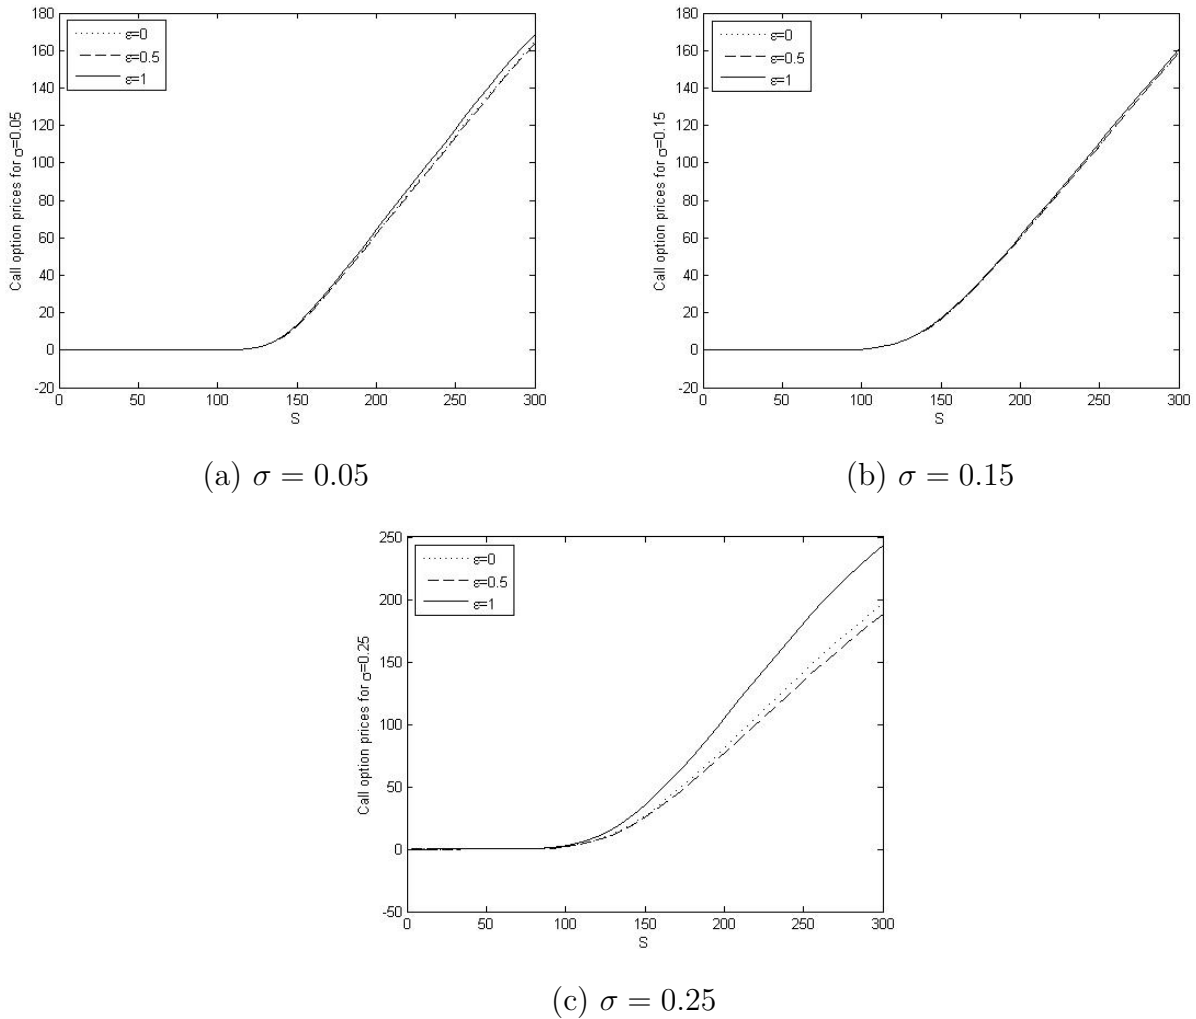 180
160
140
120
100
80
60
40
20
0
-20
0 50 100 150 200 250 300
S
Call option prices for σ=0.05
ε=0
ε=0.5
ε=1
(a) σ = 0.05
180
160
140
120
100
80
60
40
20
0
-20
0 50 100 150 200 250 300
S
Call option prices for σ=0.15
ε=0
ε=0.5
ε=1
(b) σ = 0.15
250
200
150
100
50
0
-50
0 50 100 150 200 250 300
S
Call option prices for σ=0.25
ε=0
ε=0.5
ε=1
(c) σ = 0.25